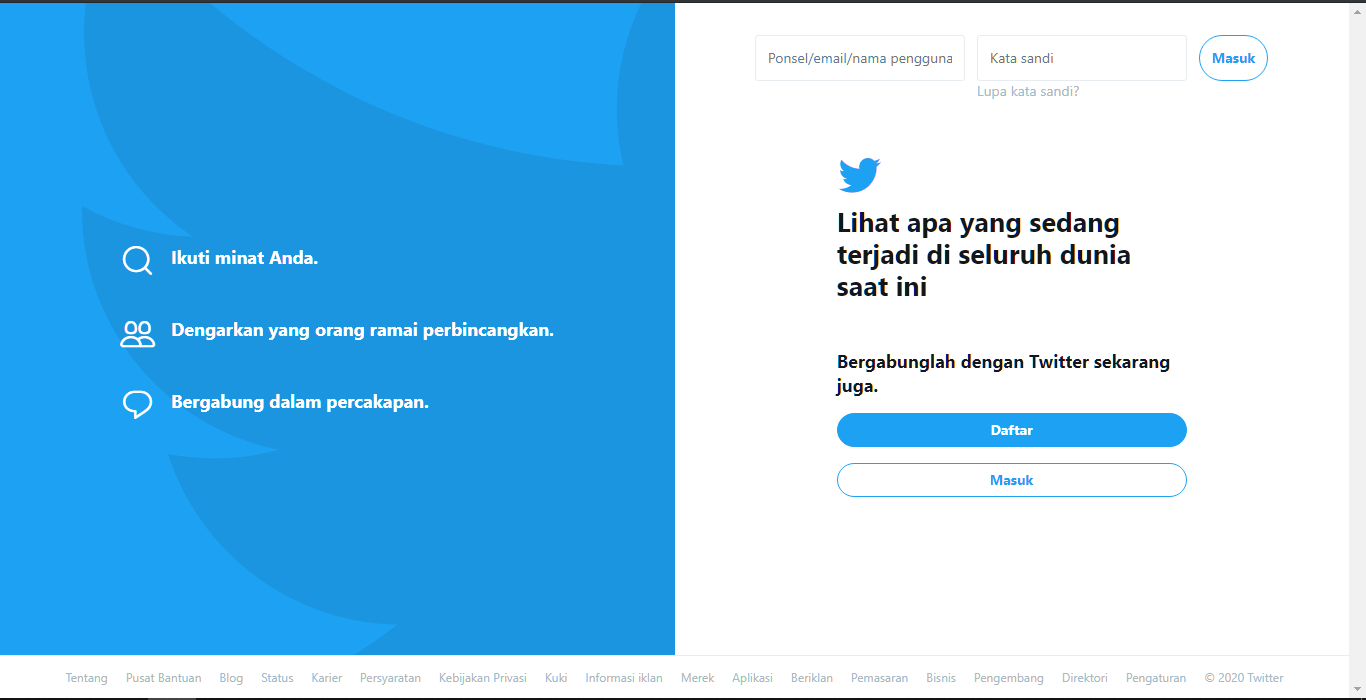 Ponsel/email/nama pengguna
Kata sandi
Masuk
Lupa kata sandi?
Ikuti minat Anda.
Dengarkan yang orang ramai perbincangkan.
Bergabung dalam percakapan.
Lihat apa yang sedang
terjadi di seluruh dunia
saat ini
Bergabunglah dengan Twitter sekarang
juga.
Daftar
Masuk
Tentang Pusat Bantuan Blog Status Karier Persyaratan Kebijakan Privasi Kuki Informasi iklan Merek Aplikasi Beriklan Pemasaran Bisnis Pengembang Direktori Pengaturan © 2020 Twitter